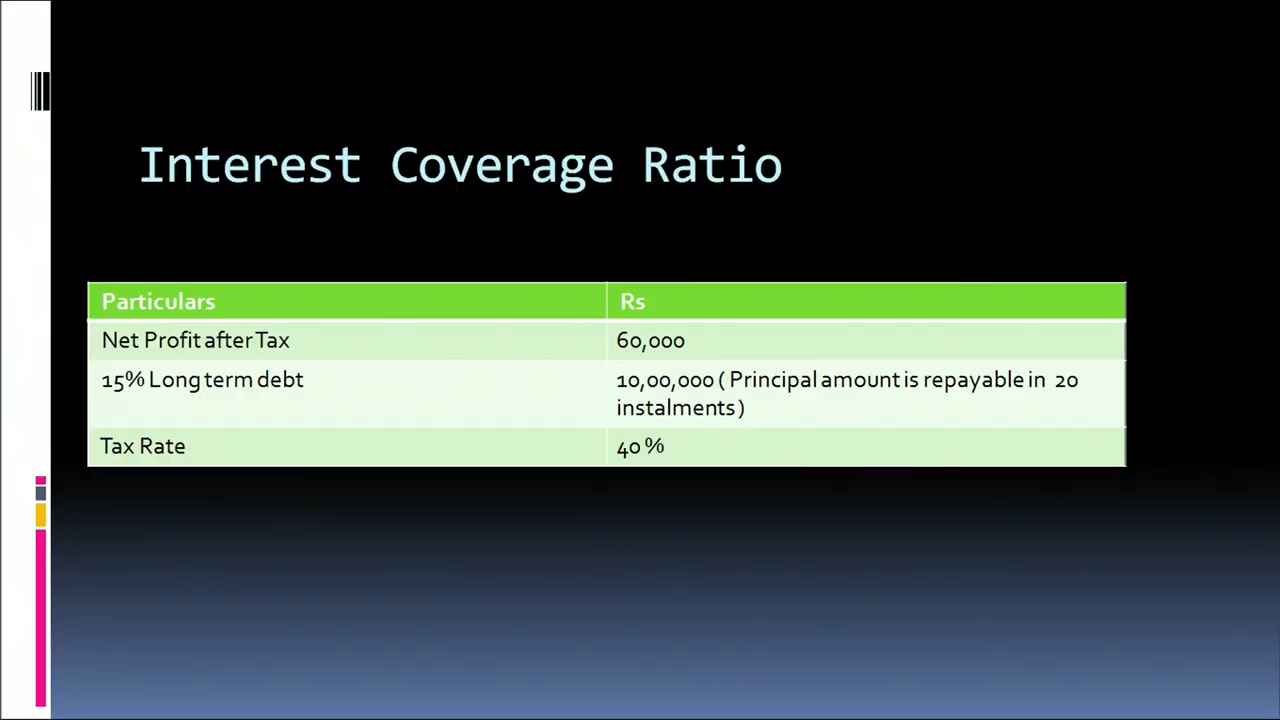 Interest Coverage Ratio
Particulars Rs
Net Profit after Tax 60,000
15% Long term debt 10,00,000 ( Principal amount is repayable in 20
instalments )
Tax Rate 40 %